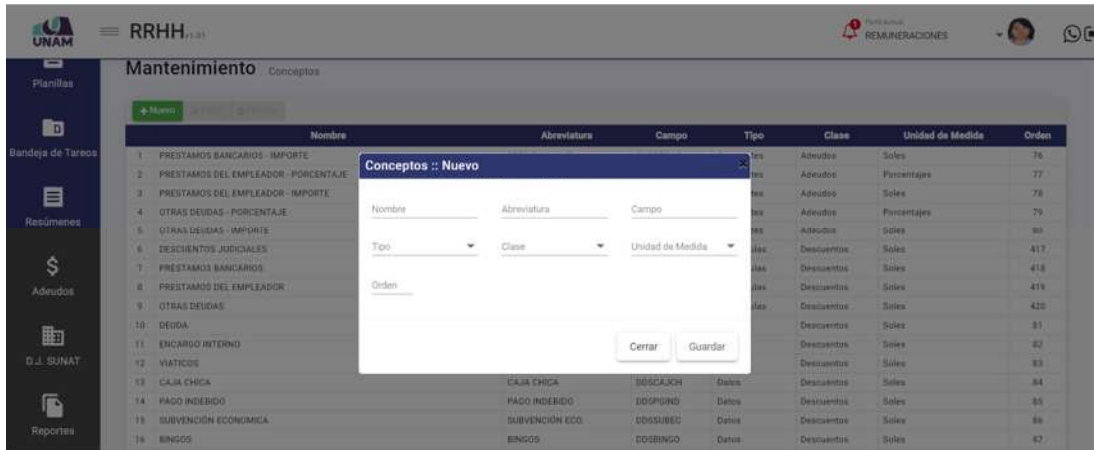 UNAM
RRHH v.1.01
REMUNERACIONES
Planillas
Bandeja de Tareos
Resúmenes
Adeudos
D.J. SUNAT
Reportes
Mantenimiento Conceptos
+ Nuevo
Nombre Abreviatura Campo Tipo Clase Unidad de Medida Orden
1 PRESTAMOS BANCARIOS - IMPORTE Adeudos Soles 76
2 PRESTAMOS DEL EMPLEADOR - PORCENTAJE Adeudos Porcentajes 77
3 PRESTAMOS DEL EMPLEADOR - IMPORTE Adeudos Soles 78
4 OTRAS DEUDAS - PORCENTAJE Adeudos Porcentajes 79
5 OTRAS DEUDAS - IMPORTE Adeudos Soles 80
6 DESCUENTOS JUDICIALES Descuentos Soles 417
7 PRESTAMOS BANCARIOS Descuentos Soles 418
8 PRESTAMOS DEL EMPLEADOR Descuentos Soles 419
9 OTRAS DEUDAS Descuentos Soles 420
10 DEUDA Descuentos Soles 81
11 ENCARGO INTERNO Descuentos Soles 82
12 VIATICOS Descuentos Soles 83
13 CAJA CHICA CAJA CHICA DDSCAJCH Datos Descuentos Soles 84
14 PAGO INDEBIDO PAGO INDEBIDO DDSPGIND Datos Descuentos Soles 85
15 SUBVENCIÓN ECONOMICA SUBVENCIÓN ECO. DDSSUBEC Datos Descuentos Soles 86
16 BINGOS BINGOS DDSBINGO Datos Descuentos Soles 87
Conceptos :: Nuevo
Nombre Abreviatura Campo
Tipo Clase Unidad de Medida
Orden
Cerrar Guardar